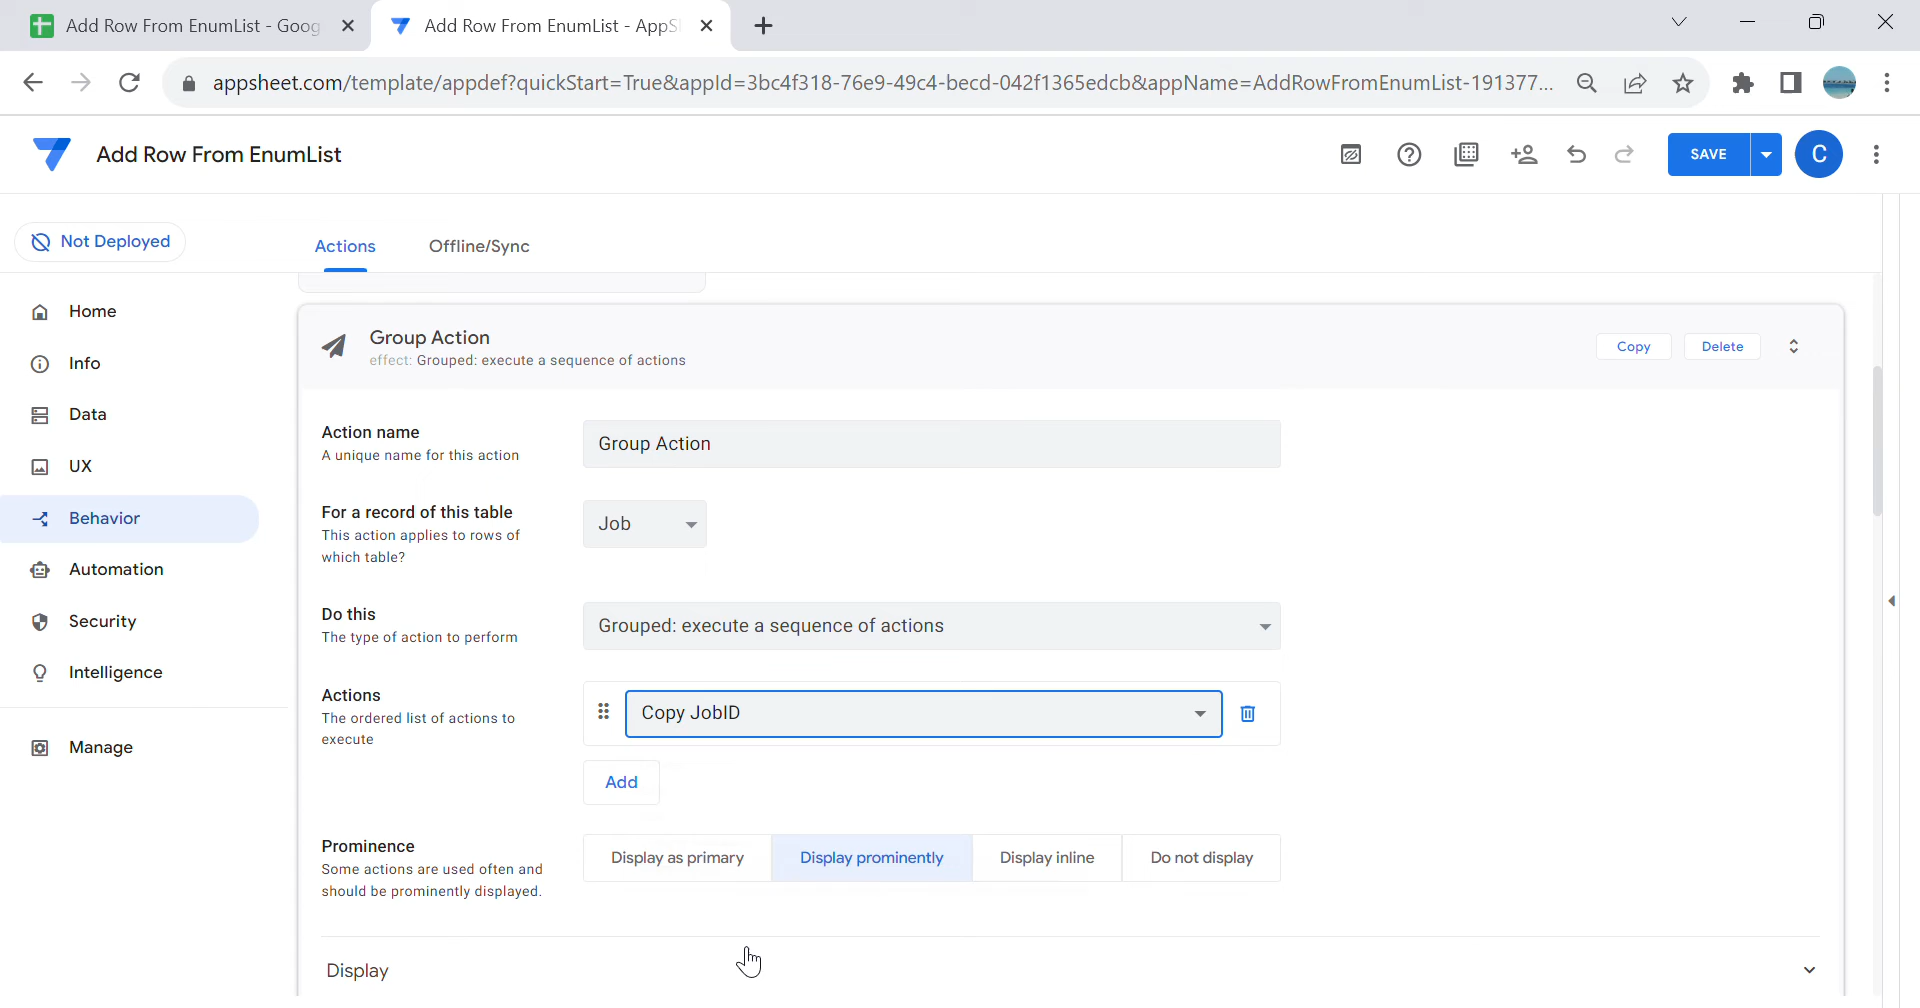 Add Row From EnumList - Goog
Add Row From EnumList - AppS
appsheet.com/template/appdef?quickStart=True&appId=3bc4f318-76e9-49c4-becd-042f1365edcb&appName=AddRowFromEnumList-191377...
Add Row From EnumList
SAVE
C
Not Deployed
Actions
Offline/Sync
Home
Info
Data
UX
Behavior
Automation
Security
Intelligence
Manage
Group Action
effect: Grouped: execute a sequence of actions
Copy
Delete
Action name
A unique name for this action
Group Action
For a record of this table
This action applies to rows of
which table?
Job
Do this
The type of action to perform
Grouped: execute a sequence of actions
Actions
The ordered list of actions to
execute
Copy JobID
Add
Prominence
Some actions are used often and
should be prominently displayed.
Display as primary
Display prominently
Display inline
Do not display
Display